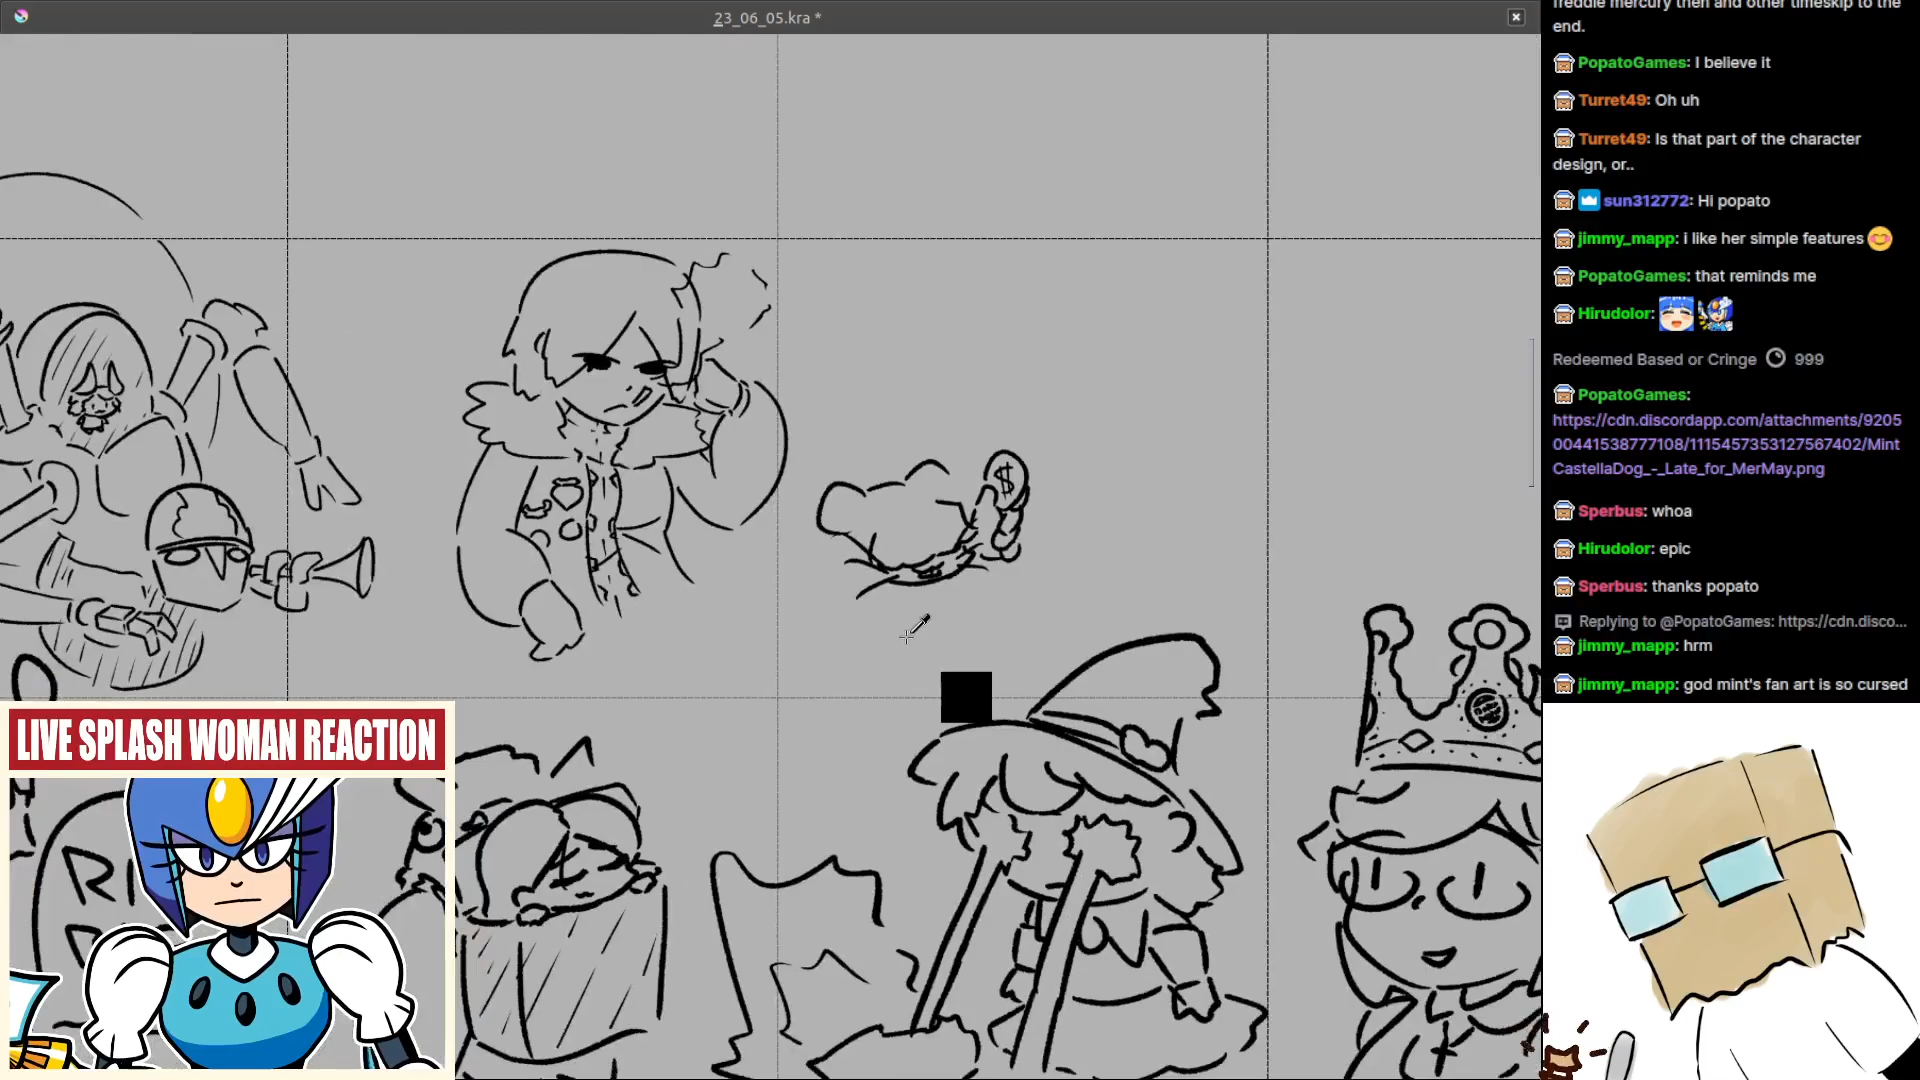 23_06_05.kra *
freddie mercury then and other timeskip to the
end.
PopatoGames: I believe it
Turret49: Oh uh
Turret49: Is that part of the character
design, or..
sun312772: Hi popato
jimmy_mapp: i like her simple features
PopatoGames: that reminds me
Hirudolor:
Redeemed Based or Cringe 999
PopatoGames:
https://cdn.discordapp.com/attachments/9205
00441538777108/1115457353127567402/Mint
CastellaDog_-_Late_for_MerMay.png
Sperbus: whoa
Hirudolor: epic
Sperbus: thanks popato
Replying to @PopatoGames: https://cdn.disco...
jimmy_mapp: hrm
jimmy_mapp: god mint's fan art is so cursed
$
LIVE SPLASH WOMAN REACTION